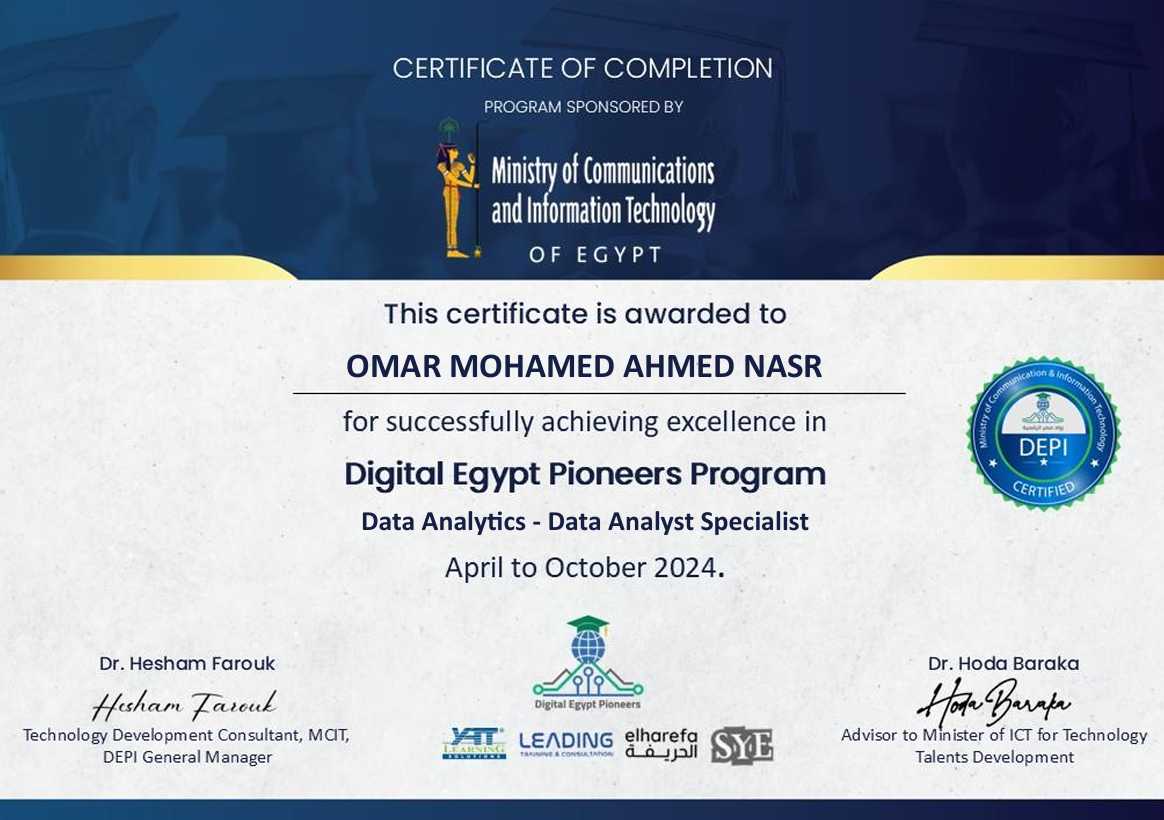 CERTIFICATE OF COMPLETION
PROGRAM SPONSORED BY
Ministry of Communications
and Information Technology
OF EGYPT
This certificate is awarded to
OMAR MOHAMED AHMED NASR
for successfully achieving excellence in
Digital Egypt Pioneers Program
Data Analytics - Data Analyst Specialist
April to October 2024.
Ministry of Communication & Information Technology
رواد مصر الرقمية
DEPI
CERTIFIED
Digital Egypt Pioneers
Dr. Hesham Farouk
Hesham Farouk
Technology Development Consultant, MCIT,
DEPI General Manager
YAT
LEARNING
SOLUTIONS
LEADING
TRAINING & CONSULTATION
elharefa
الحريفة
SYE
Dr. Hoda Baraka
Hoda Baraka
Advisor to Minister of ICT for Technology
Talents Development